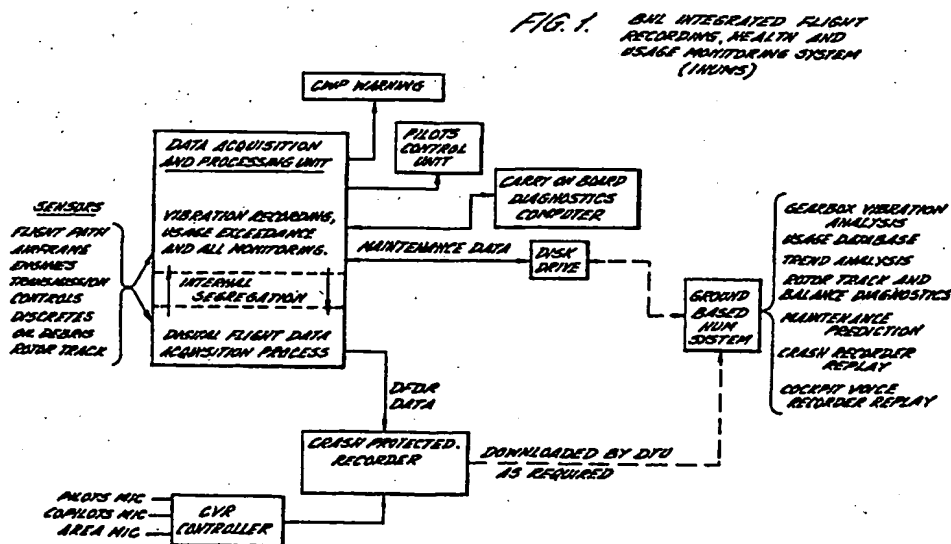 FIG. 1.
BHL INTEGRATED FLIGHT
RECORDING, HEALTH AND
USAGE MONITORING SYSTEM
(IHUMS)
CWP WARNING
DATA ACQUISITION
AND PROCESSING UNIT
PILOTS
CONTROL
UNIT
CARRY ON BOARD
DIAGNOSTICS
COMPUTER
SENSORS
FLIGHT PATH
AIRFRAME
ENGINES
TRANSMISSION
CONTROLS
DISCRETES
OIL DEBRIS
ROTOR TRACK
VIBRATION RECORDING,
USAGE EXCEEDANCE
AND ALL MONITORING.
MAINTENANCE DATA
DISK
DRIVE
INTERNAL
SEGREGATION
DIGITAL FLIGHT DATA
ACQUISITION PROCESS
GROUND
BASED
HUM
SYSTEM
GEARBOX VIBRATION
ANALYSIS
USAGE DATABASE
TREND ANALYSIS
ROTOR TRACK AND
BALANCE DIAGNOSTICS
MAINTENANCE
PREDICTION
CRASH RECORDER
REPLAY
COCKPIT VOICE
RECORDER REPLAY
DFDR
DATA
CRASH PROTECTED.
RECORDER
DOWNLOADED BY DTU
AS REQUIRED
PILOTS MIC
COPILOTS MIC
AREA MIC
CVR
CONTROLLER